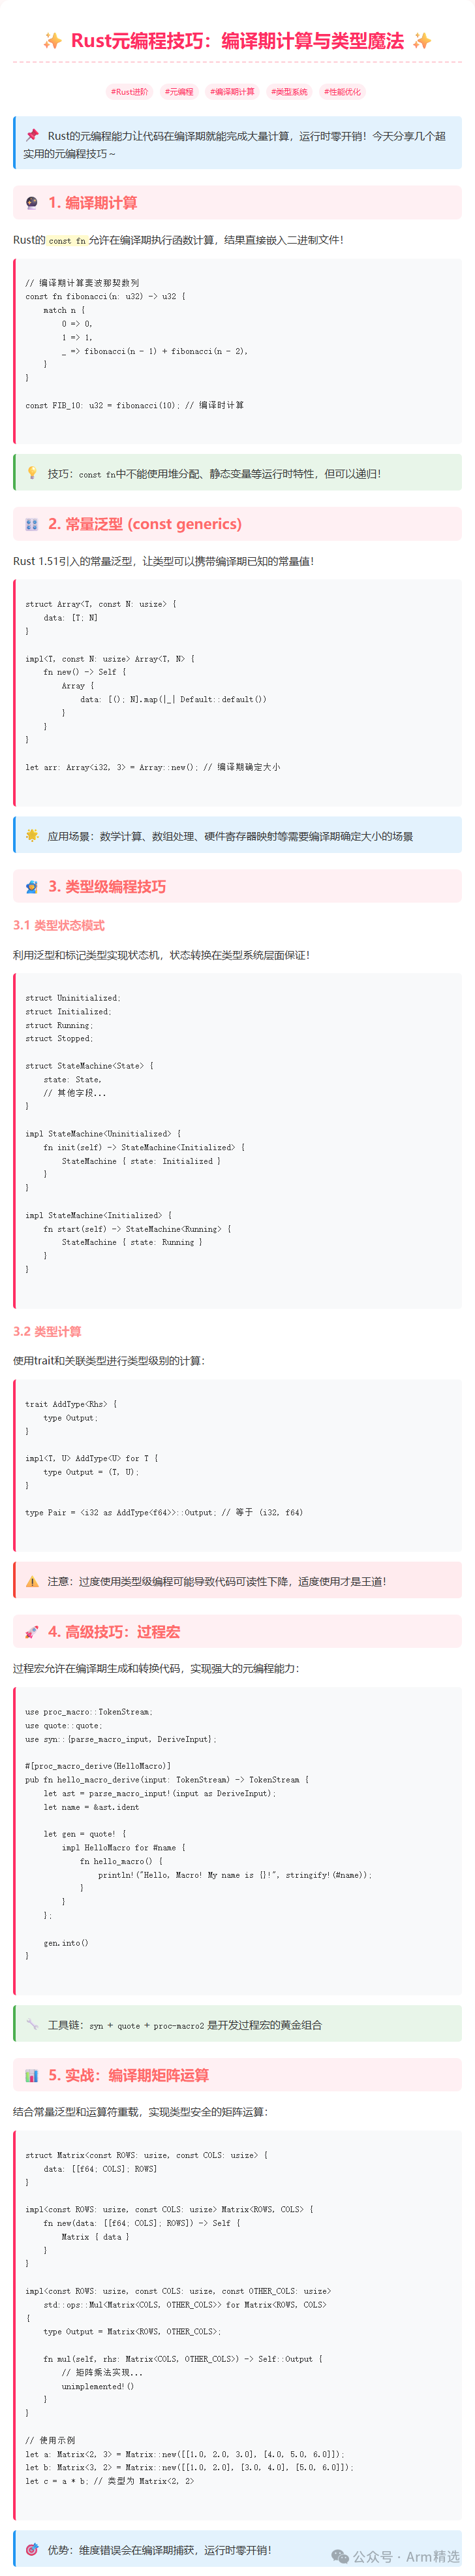 ✨ Rust元编程技巧：编译期计算与类型魔法 ✨
#Rust进阶 #元编程 #编译期计算 #类型系统 #性能优化
📌 Rust的元编程能力让代码在编译期就能完成大量计算，运行时零开销！今天分享几个超
实用的元编程技巧～
🔮 1. 编译期计算
Rust的 const fn 允许在编译期执行函数计算，结果直接嵌入二进制文件！
// 编译期计算斐波那契数列
const fn fibonacci(n: u32) -> u32 {
    match n {
        0 => 0,
        1 => 1,
        _ => fibonacci(n - 1) + fibonacci(n - 2),
    }
}
const FIB_10: u32 = fibonacci(10); // 编译时计算
💡 技巧：const fn中不能使用堆分配、静态变量等运行时特性，但可以递归！
🎛️ 2. 常量泛型 (const generics)
Rust 1.51引入的常量泛型，让类型可以携带编译期已知的常量值！
struct Array<T, const N: usize> {
    data: [T; N]
}
impl<T, const N: usize> Array<T, N> {
    fn new() -> Self {
        Array {
            data: [(); N].map(|_| Default::default())
        }
    }
}
let arr: Array<i32, 3> = Array::new(); // 编译期确定大小
🌟 应用场景：数学计算、数组处理、硬件寄存器映射等需要编译期确定大小的场景
3. 类型级编程技巧
3.1 类型状态模式
利用泛型和标记类型实现状态机，状态转换在类型系统层面保证！
struct Uninitialized;
struct Initialized;
struct Running;
struct Stopped;
struct StateMachine<State> {
    state: State,
    // 其他字段...
}
impl StateMachine<Uninitialized> {
    fn init(self) -> StateMachine<Initialized> {
        StateMachine { state: Initialized }
    }
}
impl StateMachine<Initialized> {
    fn start(self) -> StateMachine<Running> {
        StateMachine { state: Running }
    }
}
3.2 类型计算
使用trait和关联类型进行类型级别的计算：
trait AddType<Rhs> {
    type Output;
}
impl<T, U> AddType<U> for T {
    type Output = (T, U);
}
type Pair = <i32 as AddType<f64>>::Output; // 等于 (i32, f64)
⚠️ 注意：过度使用类型级编程可能导致代码可读性下降，适度使用才是王道！
🚀 4. 高级技巧：过程宏
过程宏允许在编译期生成和转换代码，实现强大的元编程能力：
use proc_macro::TokenStream;
use quote::quote;
use syn::{parse_macro_input, DeriveInput};
#[proc_macro_derive(HelloMacro)]
pub fn hello_macro_derive(input: TokenStream) -> TokenStream {
    let ast = parse_macro_input!(input as DeriveInput);
    let name = &ast.ident
    let gen = quote! {
        impl HelloMacro for #name {
            fn hello_macro() {
                println!("Hello, Macro! My name is {}!", stringify!(#name));
            }
        }
    };
    gen.into()
}
🔧 工具链：syn + quote + proc-macro2 是开发过程宏的黄金组合
📊 5. 实战：编译期矩阵运算
结合常量泛型和运算符重载，实现类型安全的矩阵运算：
struct Matrix<const ROWS: usize, const COLS: usize> {
    data: [[f64; COLS]; ROWS]
}
impl<const ROWS: usize, const COLS: usize> Matrix<ROWS, COLS> {
    fn new(data: [[f64; COLS]; ROWS]) -> Self {
        Matrix { data }
    }
}
impl<const ROWS: usize, const COLS: usize, const OTHER_COLS: usize>
    std::ops::Mul<Matrix<COLS, OTHER_COLS>> for Matrix<ROWS, COLS>
{
    type Output = Matrix<ROWS, OTHER_COLS>;
    fn mul(self, rhs: Matrix<COLS, OTHER_COLS>) -> Self::Output {
        // 矩阵乘法实现...
        unimplemented!()
    }
}
// 使用示例
let a: Matrix<2, 3> = Matrix::new([[1.0, 2.0, 3.0], [4.0, 5.0, 6.0]]);
let b: Matrix<3, 2> = Matrix::new([[1.0, 2.0], [3.0, 4.0], [5.0, 6.0]]);
let c = a * b; // 类型为 Matrix<2, 2>
🎯 优势：维度错误会在编译期捕获，运行时零开销！
公众号 · Arm精选